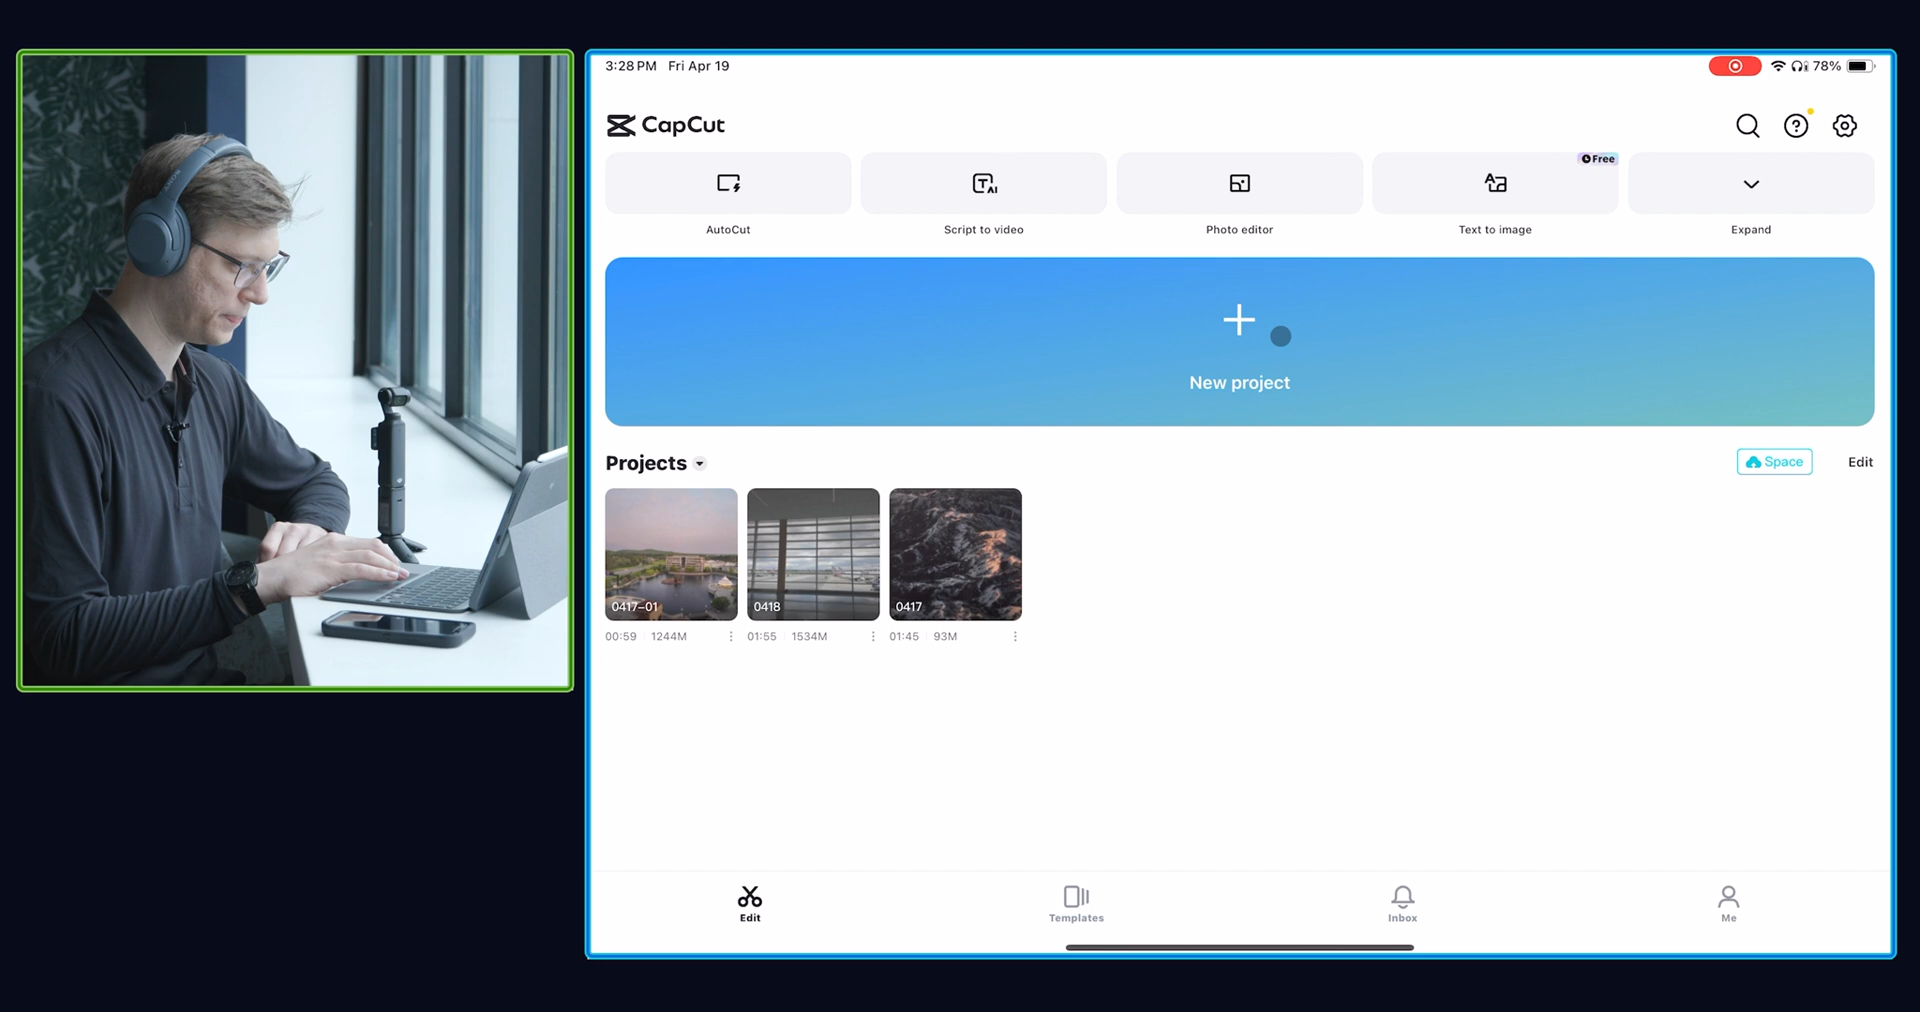 SONY
3:28 PM Fri Apr 19
78%
CapCut
Free
AutoCut
Script to video
Photo editor
Text to image
Expand
New project
Projects
Space
Edit
0417-01
0418
0417
00:59 1244M
01:55 1534M
01:45 93M
Edit
Templates
Inbox
Me